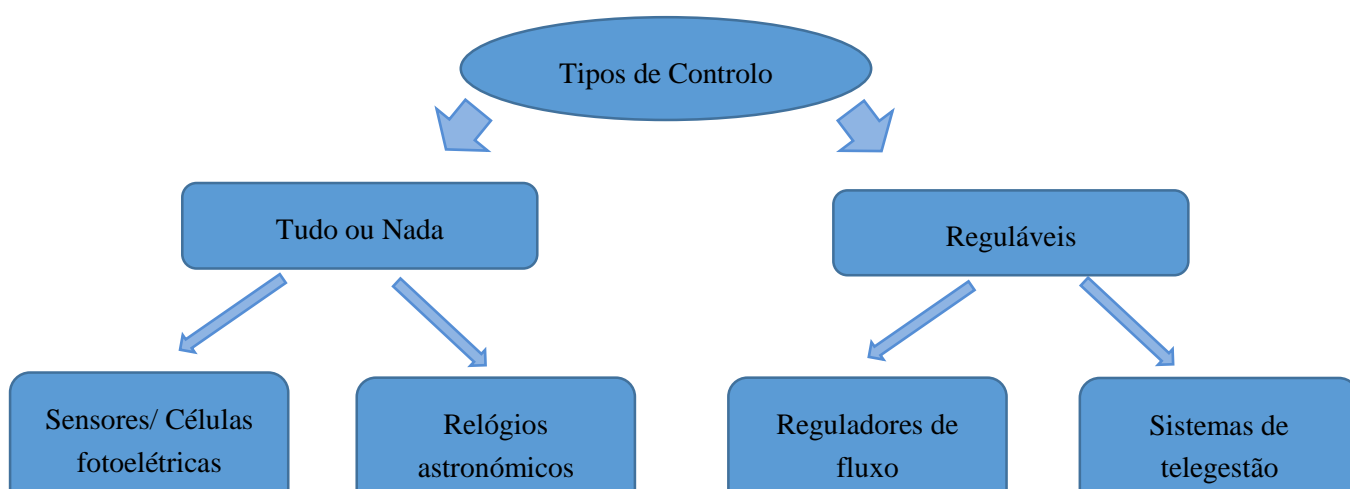 Tipos de Controlo
Tudo ou Nada
Reguláveis
Sensores/ Células
fotoelétricas
Relógios
astronómicos
Reguladores de
fluxo
Sistemas de
telegestão